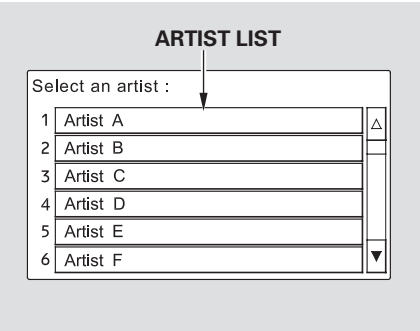 ARTIST LIST
Select an artist :
1 Artist A
2 Artist B
3 Artist C
4 Artist D
5 Artist E
6 Artist F